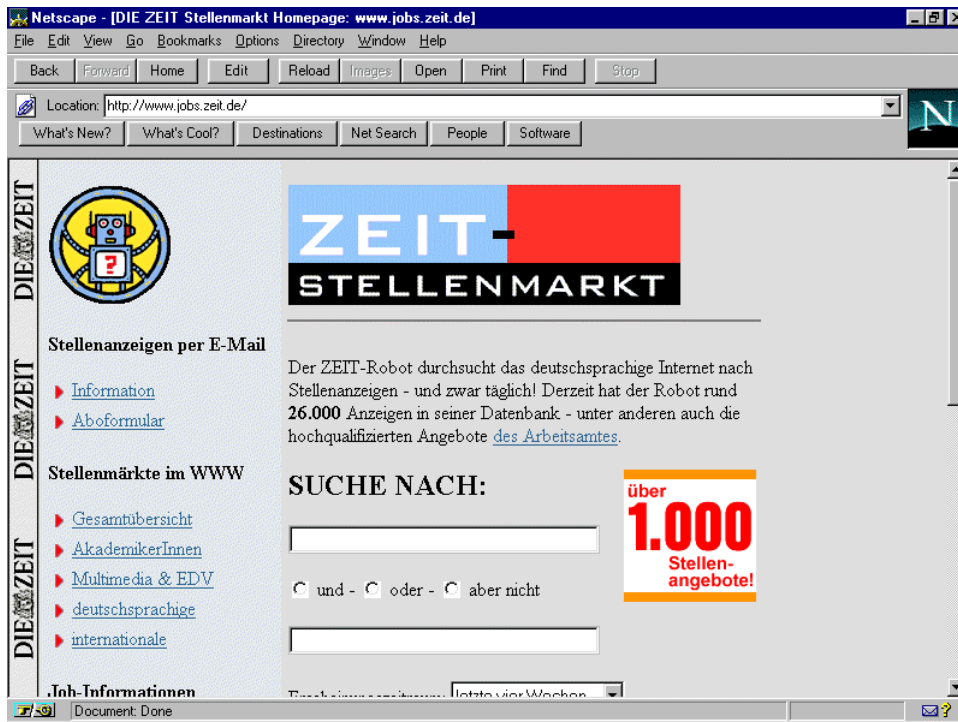 Netscape - [DIE ZEIT Stellenmarkt Homepage: www.jobs.zeit.de]
File Edit View Go Bookmarks Options Directory Window Help
Back Forward Home Edit Reload Images Open Print Find Stop
Location: http://www.jobs.zeit.de/
N
What's New? What's Cool? Destinations Net Search People Software
DIE ZEIT
DIE ZEIT
DIE ZEIT
?
Stellenanzeigen per E-Mail
Information
Aboformular
Stellenmärkte im WWW
Gesamtübersicht
AkademikerInnen
Multimedia & EDV
deutschsprachige
internationale
Job-Informationen
ZEIT-
STELLENMARKT
Der ZEIT-Robot durchsucht das deutschsprachige Internet nach
Stellenanzeigen - und zwar täglich! Derzeit hat der Robot rund
26.000 Anzeigen in seiner Datenbank - unter anderen auch die
hochqualifizierten Angebote des Arbeitsamtes.
SUCHE NACH:
und - oder - aber nicht
Erscheinungszeitraum: letzte vier Wochen
über
1.000
Stellen-
angebote!
Document: Done
?